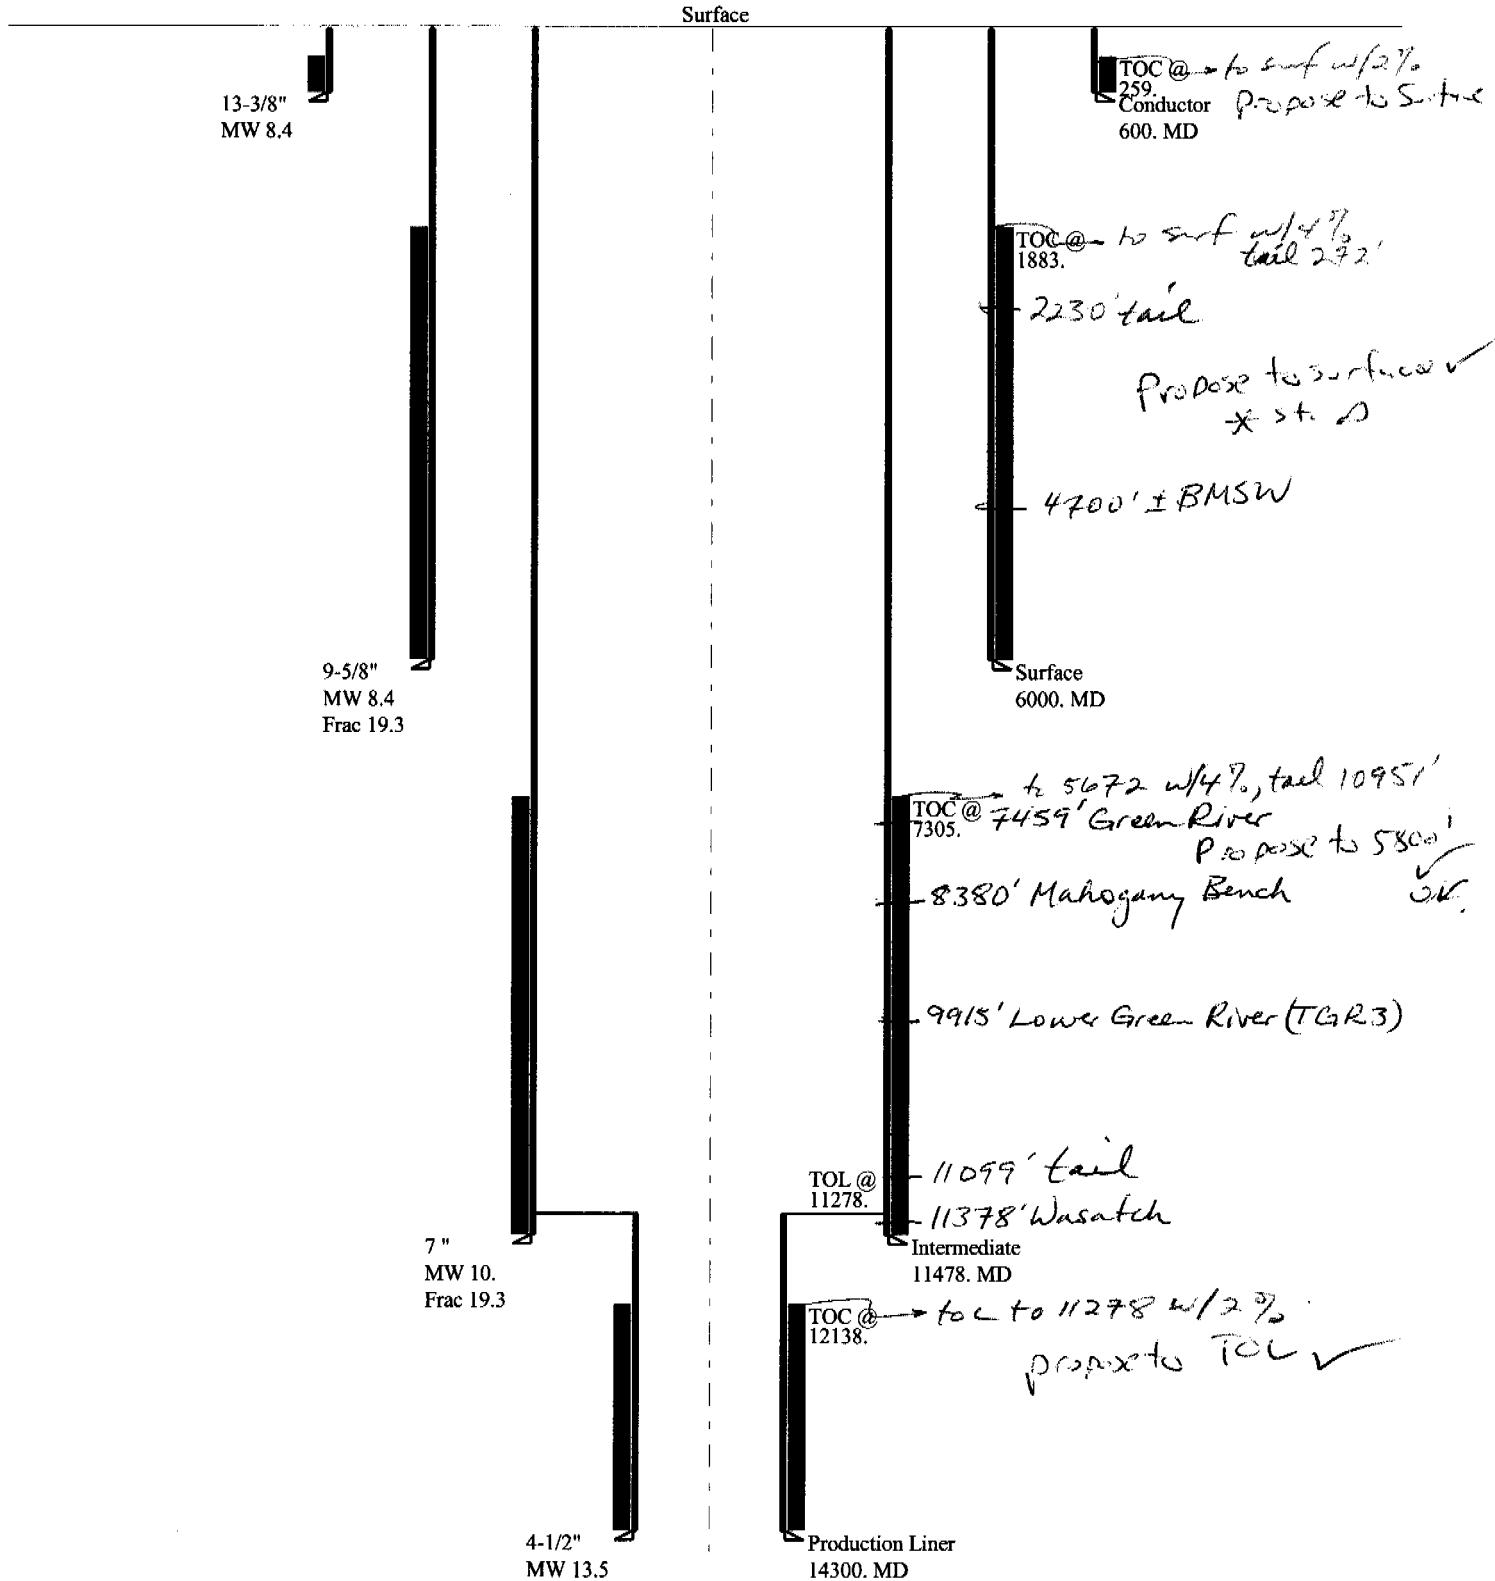 Surface
13-3/8"
MW 8.4
TOC @ → to surf w/2%
259. propose to Surface
Conductor
600. MD
TOC @ to surf w/4%
1883. tail 272'
2230' tail
Propose to surface ✓
4700' ± BMSW
9-5/8"
MW 8.4
Frac 19.3
Surface
6000. MD
to 5672 w/4%, tail 10951'
TOC @ 7459' Green River
7305.
Propose to 5800' ✓
8380' Mahogany Bench OK.
9915' Lower Green River (TGR3)
TOL @ 11099' tail
11278.
11378' Wasatch
7 "
MW 10.
Frac 19.3
Intermediate
11478. MD
TOC @ → to 11278 w/2%
12138.
propose to TOL ✓
4-1/2"
MW 13.5
Production Liner
14300. MD